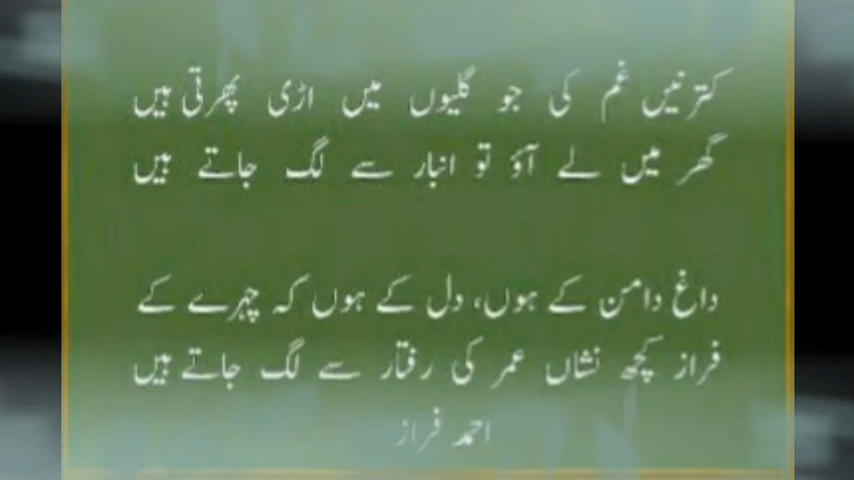 کترنیں غم کی جو گلیوں میں اڑی پھرتی ہیں
گھر میں لے آؤ تو انبار سے لگ جاتے ہیں
داغ دامن کے ہوں، دل کے ہوں کہ چہرے کے
فراز کچھ نشاں عمر کی رفتار سے لگ جاتے ہیں
احمد فراز